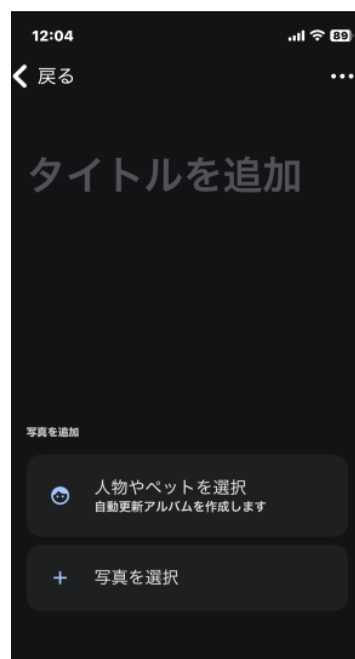 12:04
89
戻る
タイトルを追加
写真を追加
人物やペットを選択
自動更新アルバムを作成します
写真を選択